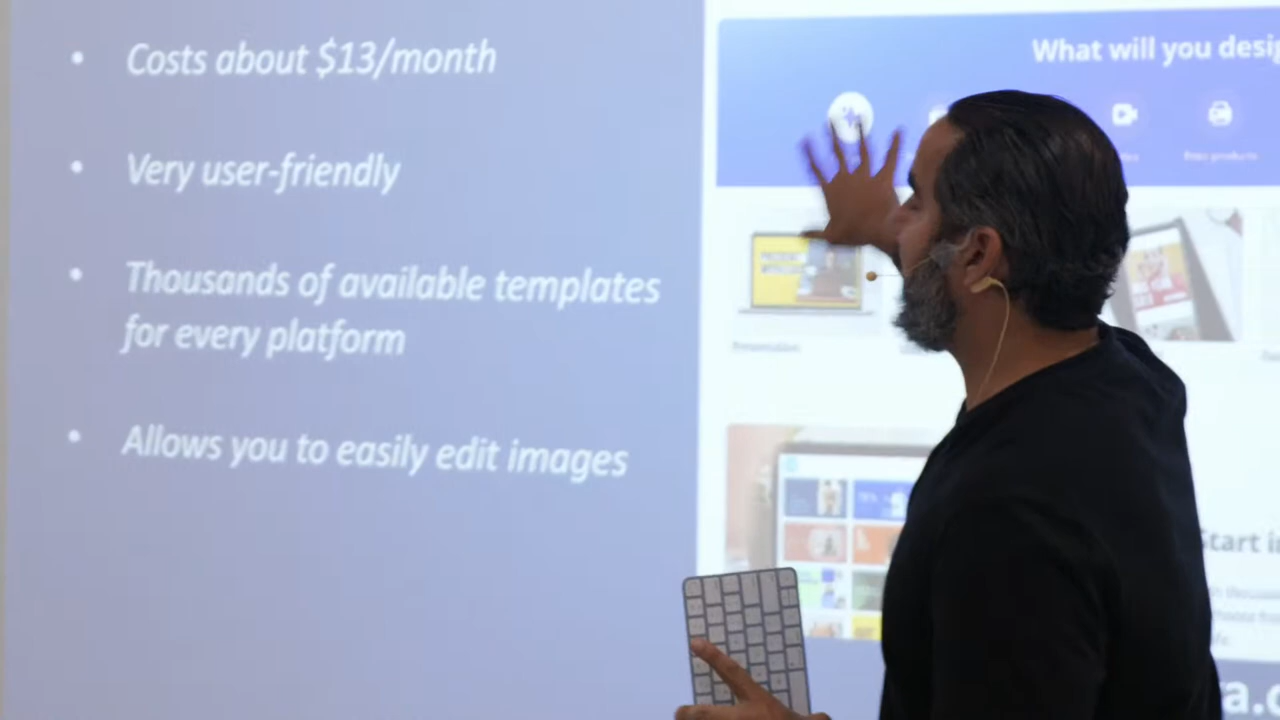 Costs about $13/month
Very user-friendly
Thousands of available templates
for every platform
Allows you to easily edit images
What will you desig
Start i
a.c